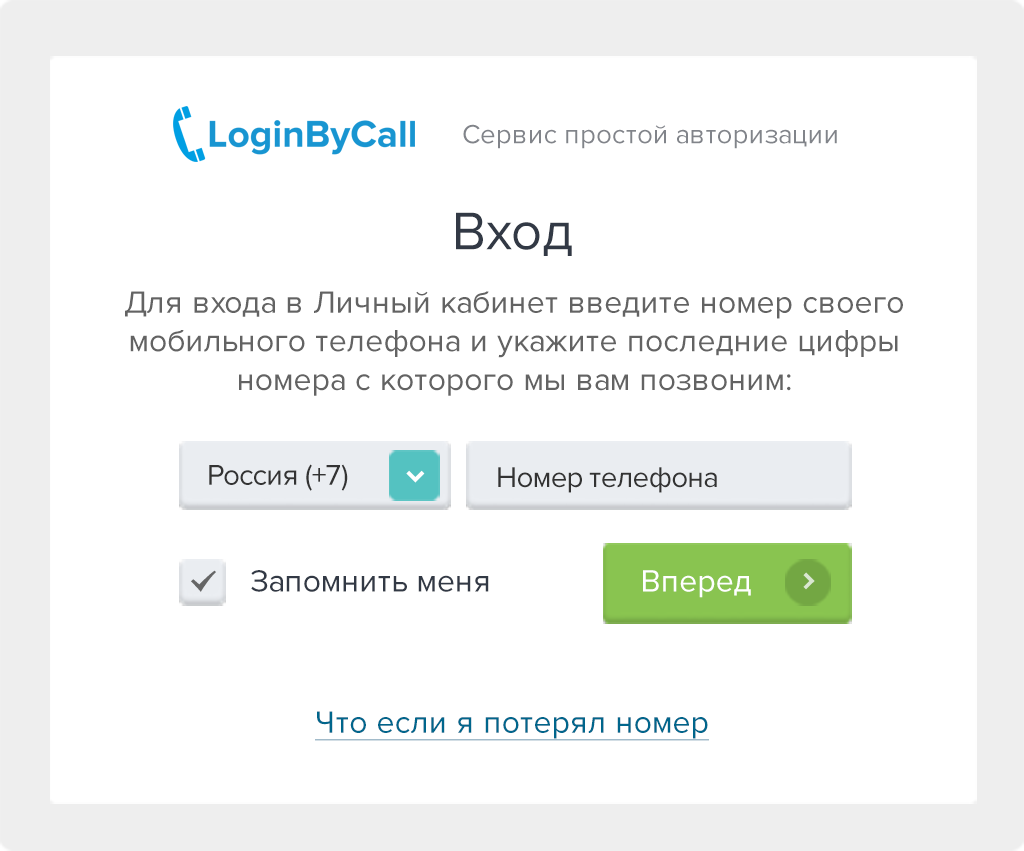 LoginByCall Сервис простой авторизации
Вход
Для входа в Личный кабинет введите номер своего
мобильного телефона и укажите последние цифры
номера с которого мы вам позвоним:
Россия (+7) Номер телефона
Запомнить меня Вперед
Что если я потерял номер